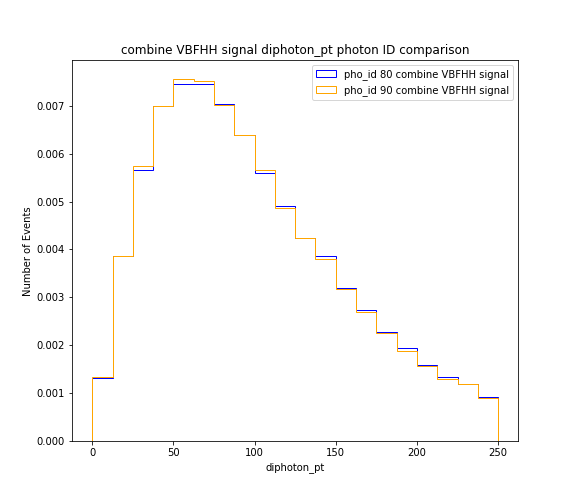 combine VBFHH signal diphoton_pt photon ID comparison
pho_id 80 combine VBFHH signal
pho_id 90 combine VBFHH signal
Number of Events
0.007
0.006
0.005
0.004
0.003
0.002
0.001
0.000
0 50 100 150 200 250
diphoton_pt